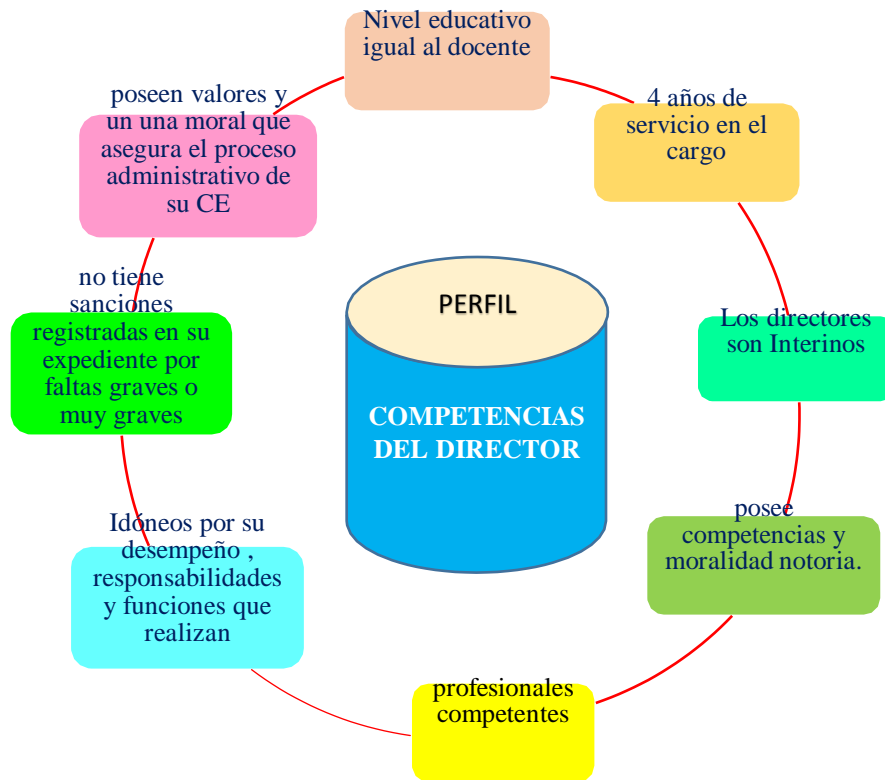 Nivel educativo
igual al docente
4 años de
servicio en el
cargo
Los directores
son Interinos
posee
competencias y
moralidad notoria.
profesionales
competentes
Idóneos por su
desempeño ,
responsabilidades
y funciones que
realizan
no tiene
sanciones
registradas en su
expediente por
faltas graves o
muy graves
poseen valores y
un una moral que
asegura el proceso
administrativo de
su CE
PERFIL
COMPETENCIAS
DEL DIRECTOR